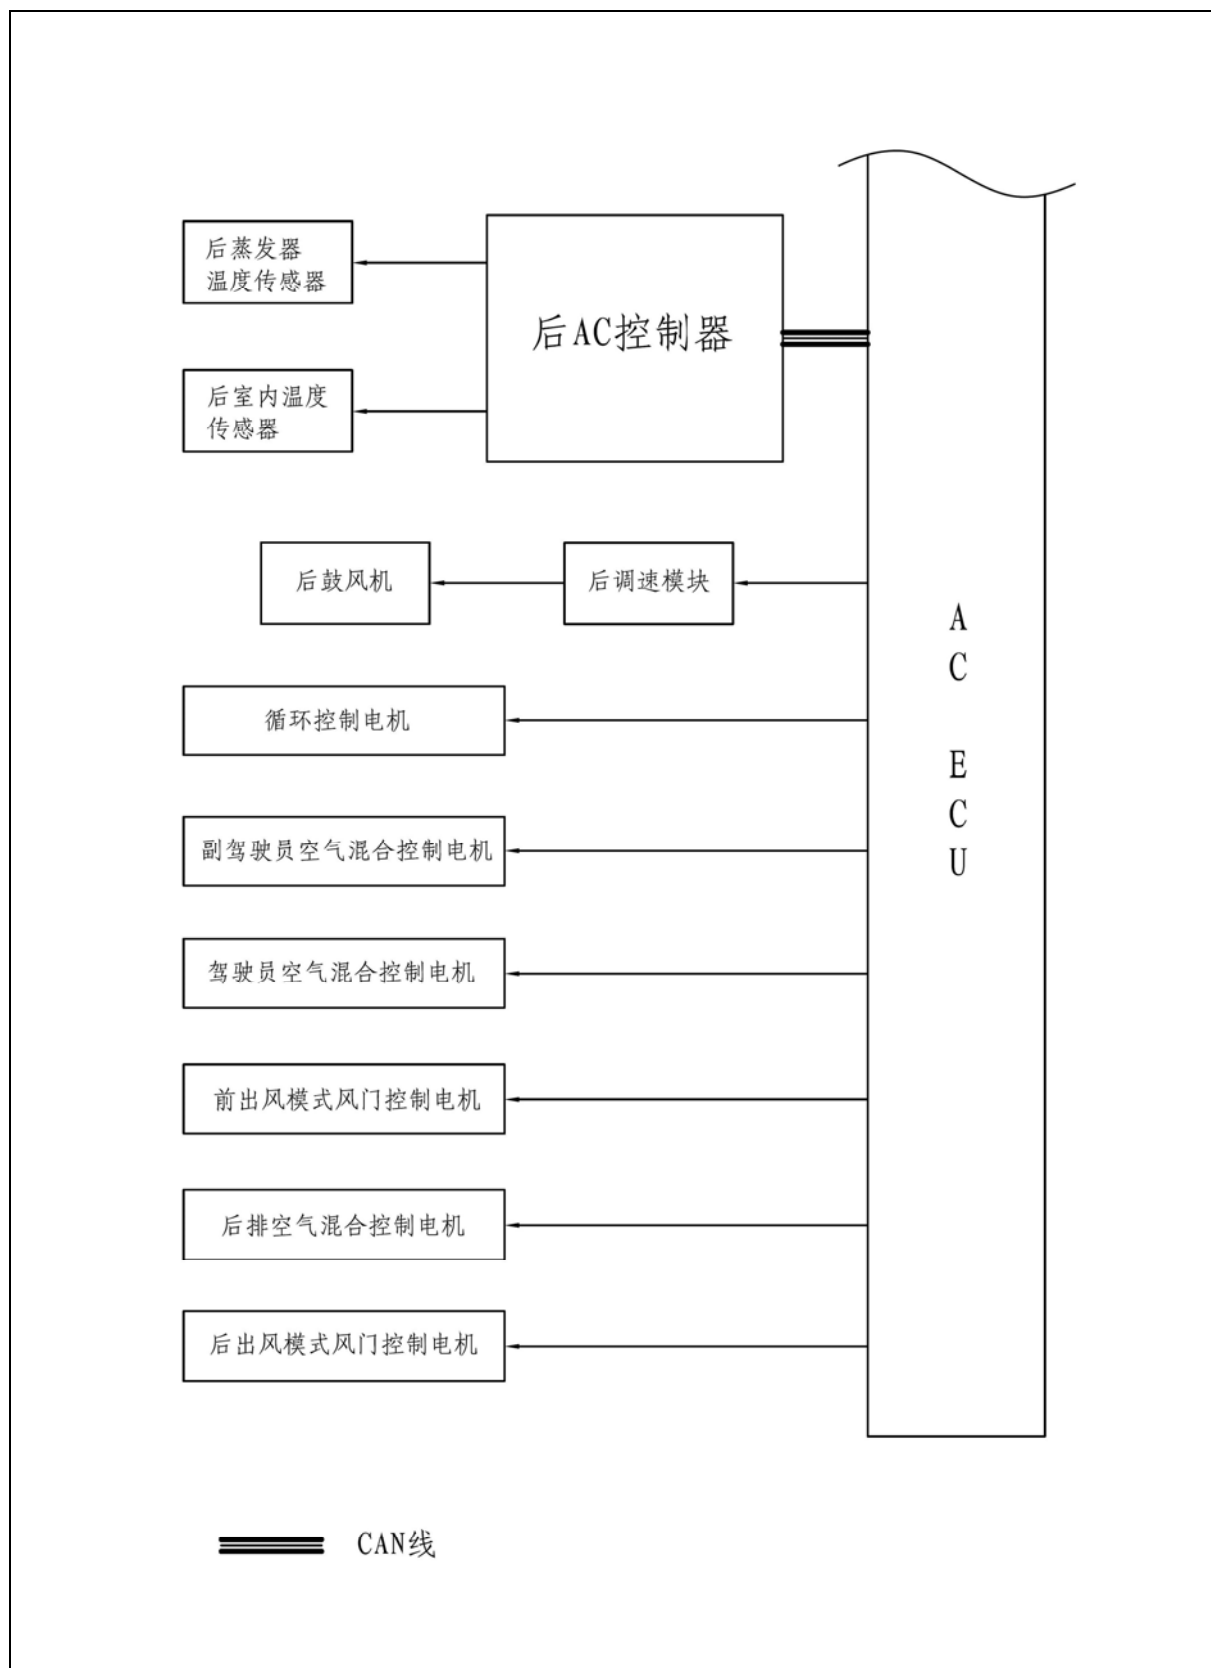 后蒸发器
温度传感器
后AC控制器
后室内温度
传感器
后鼓风机
后调速模块
AC ECU
循环控制电机
副驾驶员空气混合控制电机
驾驶员空气混合控制电机
前出风模式风门控制电机
后排空气混合控制电机
后出风模式风门控制电机
CAN线